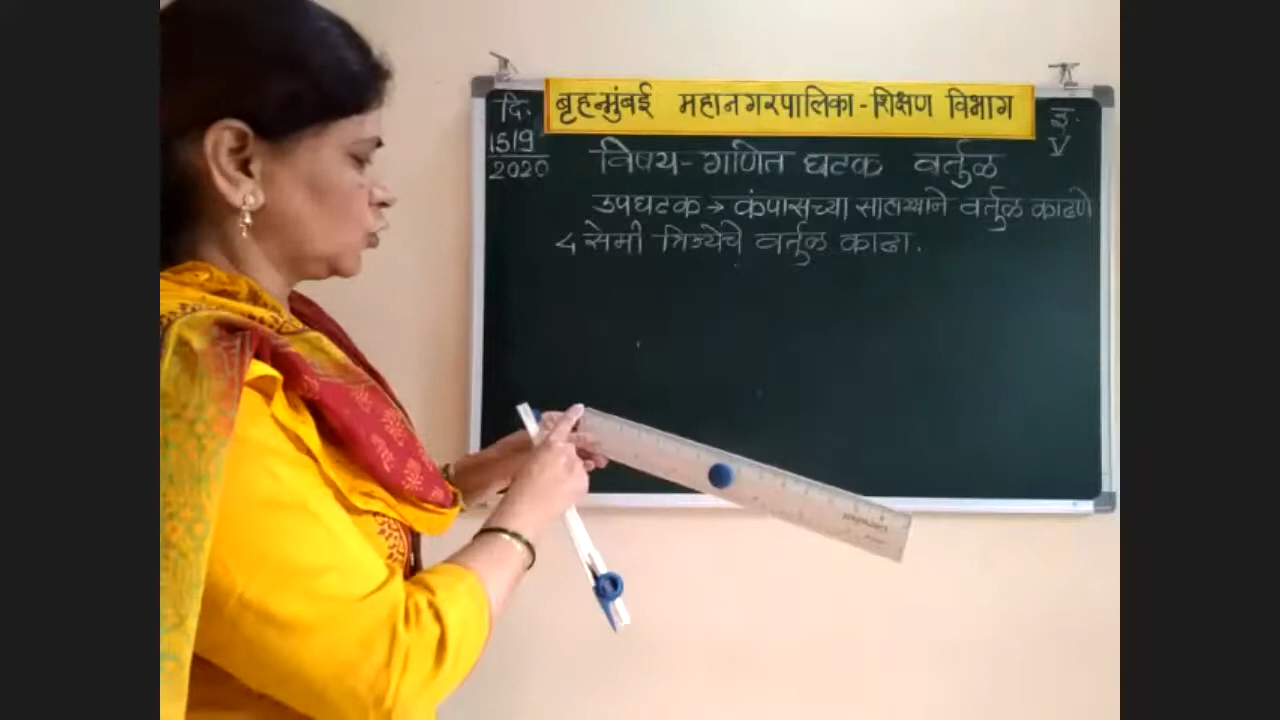 बृहन्मुंबई महानगरपालिका - शिक्षण विभाग
दि.
15/9
2020
इ.
V
विषय - गणित घटक वर्तुळ
उपघटक → कंपासच्या साहाय्याने वर्तुळ काढणे
4 सेमी त्रिज्येचे वर्तुळ काढा.